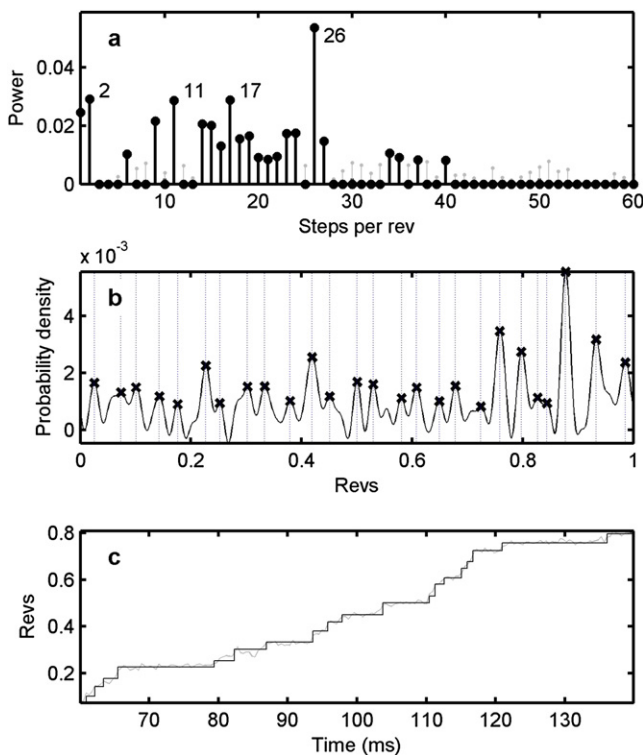 a
2
11
17
26
0.04
0.02
0
Power
10 20 30 40 50 60
Steps per rev
x 10⁻³
b
4
2
0
Probability density
0 0.2 0.4 0.6 0.8 1
Revs
c
0.8
0.6
0.4
0.2
Revs
70 80 90 100 110 120 130
Time (ms)